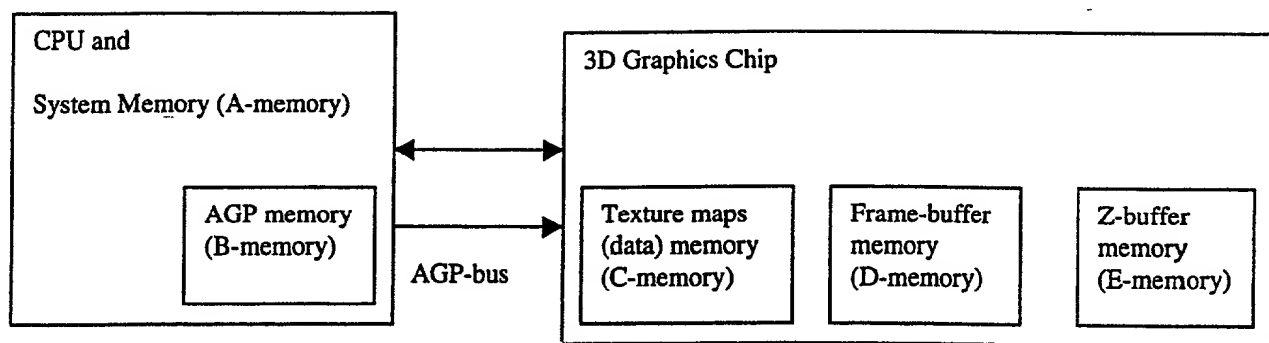 CPU and
System Memory (A-memory)
AGP memory
(B-memory)
AGP-bus
3D Graphics Chip
Texture maps
(data) memory
(C-memory)
Frame-buffer
memory
(D-memory)
Z-buffer
memory
(E-memory)